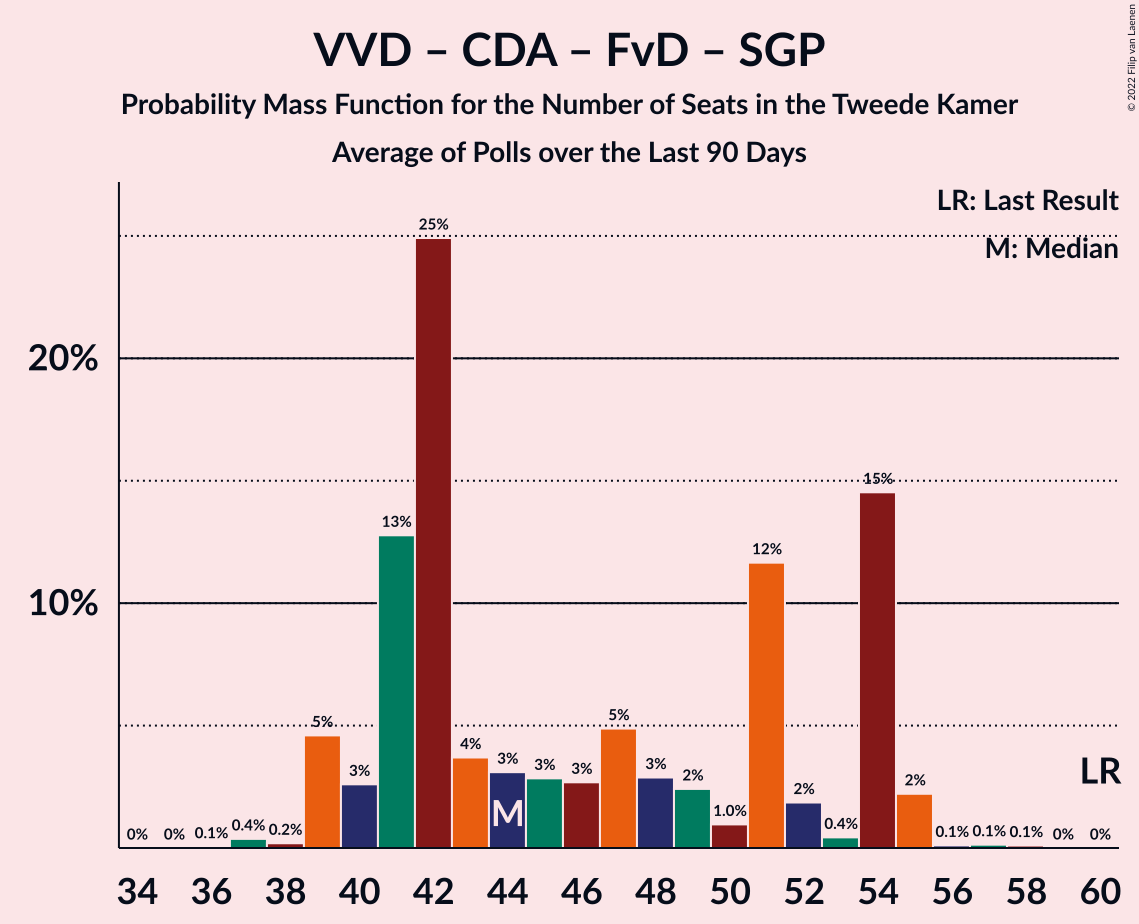 VVD – CDA – FvD – SGP
Probability Mass Function for the Number of Seats in the Tweede Kamer
Average of Polls over the Last 90 Days
© 2022 Filip van Laenen
LR: Last Result
M: Median
25%
20%
15%
13%
12%
10%
5%
5%
4%
3%
3%
3%
3%
3%
2%
1.0%
2%
0.4%
2%
0% 0% 0.1% 0.4% 0.2%
0.1% 0.1% 0.1% 0% 0%
M
LR
34 36 38 40 42 44 46 48 50 52 54 56 58 60